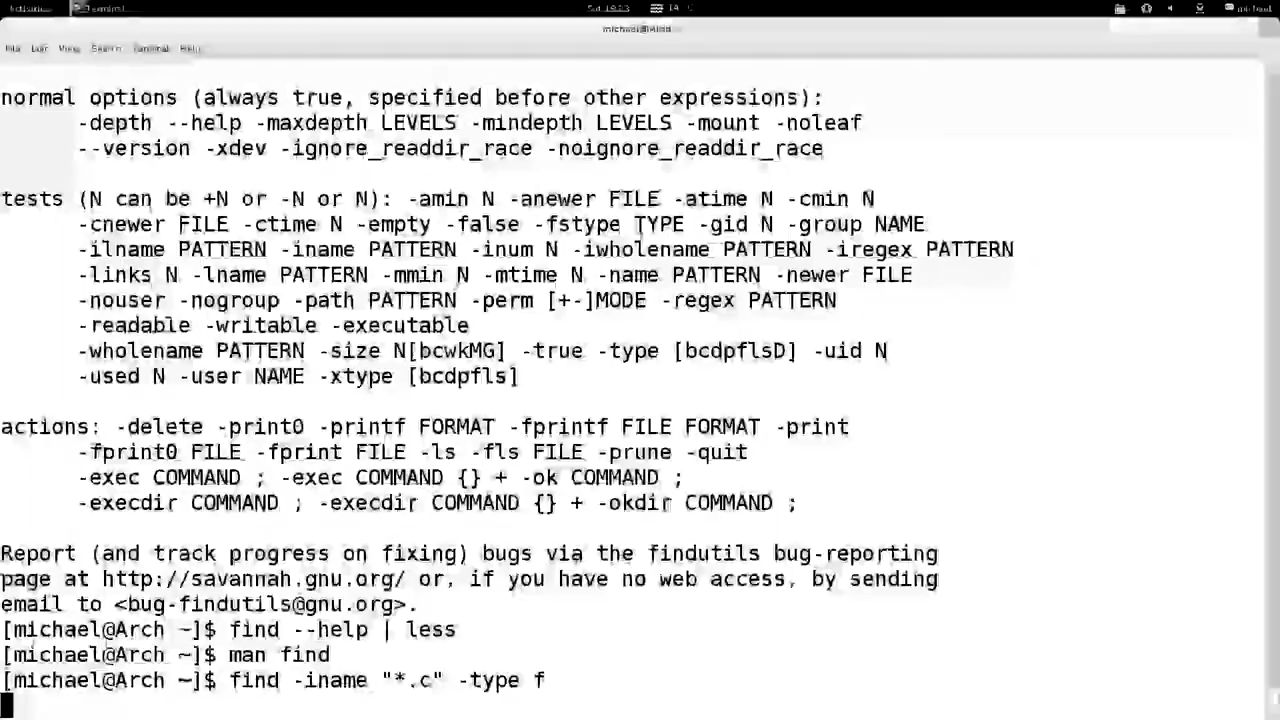 michael@Arch
Search Terminal Help
normal options (always true, specified before other expressions):
-depth --help -maxdepth LEVELS -mindepth LEVELS -mount -noleaf
--version -xdev -ignore_readdir_race -noignore_readdir_race
tests (N can be +N or -N or N): -amin N -anewer FILE -atime N -cmin N
-cnewer FILE -ctime N -empty -false -fstype TYPE -gid N -group NAME
-ilname PATTERN -iname PATTERN -inum N -iwholename PATTERN -iregex PATTERN
-links N -lname PATTERN -mmin N -mtime N -name PATTERN -newer FILE
-nouser -nogroup -path PATTERN -perm [+-]MODE -regex PATTERN
-readable -writable -executable
-wholename PATTERN -size N[bcwkMG] -true -type [bcdpflsD] -uid N
-used N -user NAME -xtype [bcdpfls]
actions: -delete -print0 -printf FORMAT -fprintf FILE FORMAT -print
-fprint0 FILE -fprint FILE -ls -fls FILE -prune -quit
-exec COMMAND ; -exec COMMAND {} + -ok COMMAND ;
-execdir COMMAND ; -execdir COMMAND {} + -okdir COMMAND ;
Report (and track progress on fixing) bugs via the findutils bug-reporting
page at http://savannah.gnu.org/ or, if you have no web access, by sending
email to <bug-findutils@gnu.org>.
[michael@Arch ~]$ find --help | less
[michael@Arch ~]$ man find
[michael@Arch ~]$ find -iname "*.c" -type f